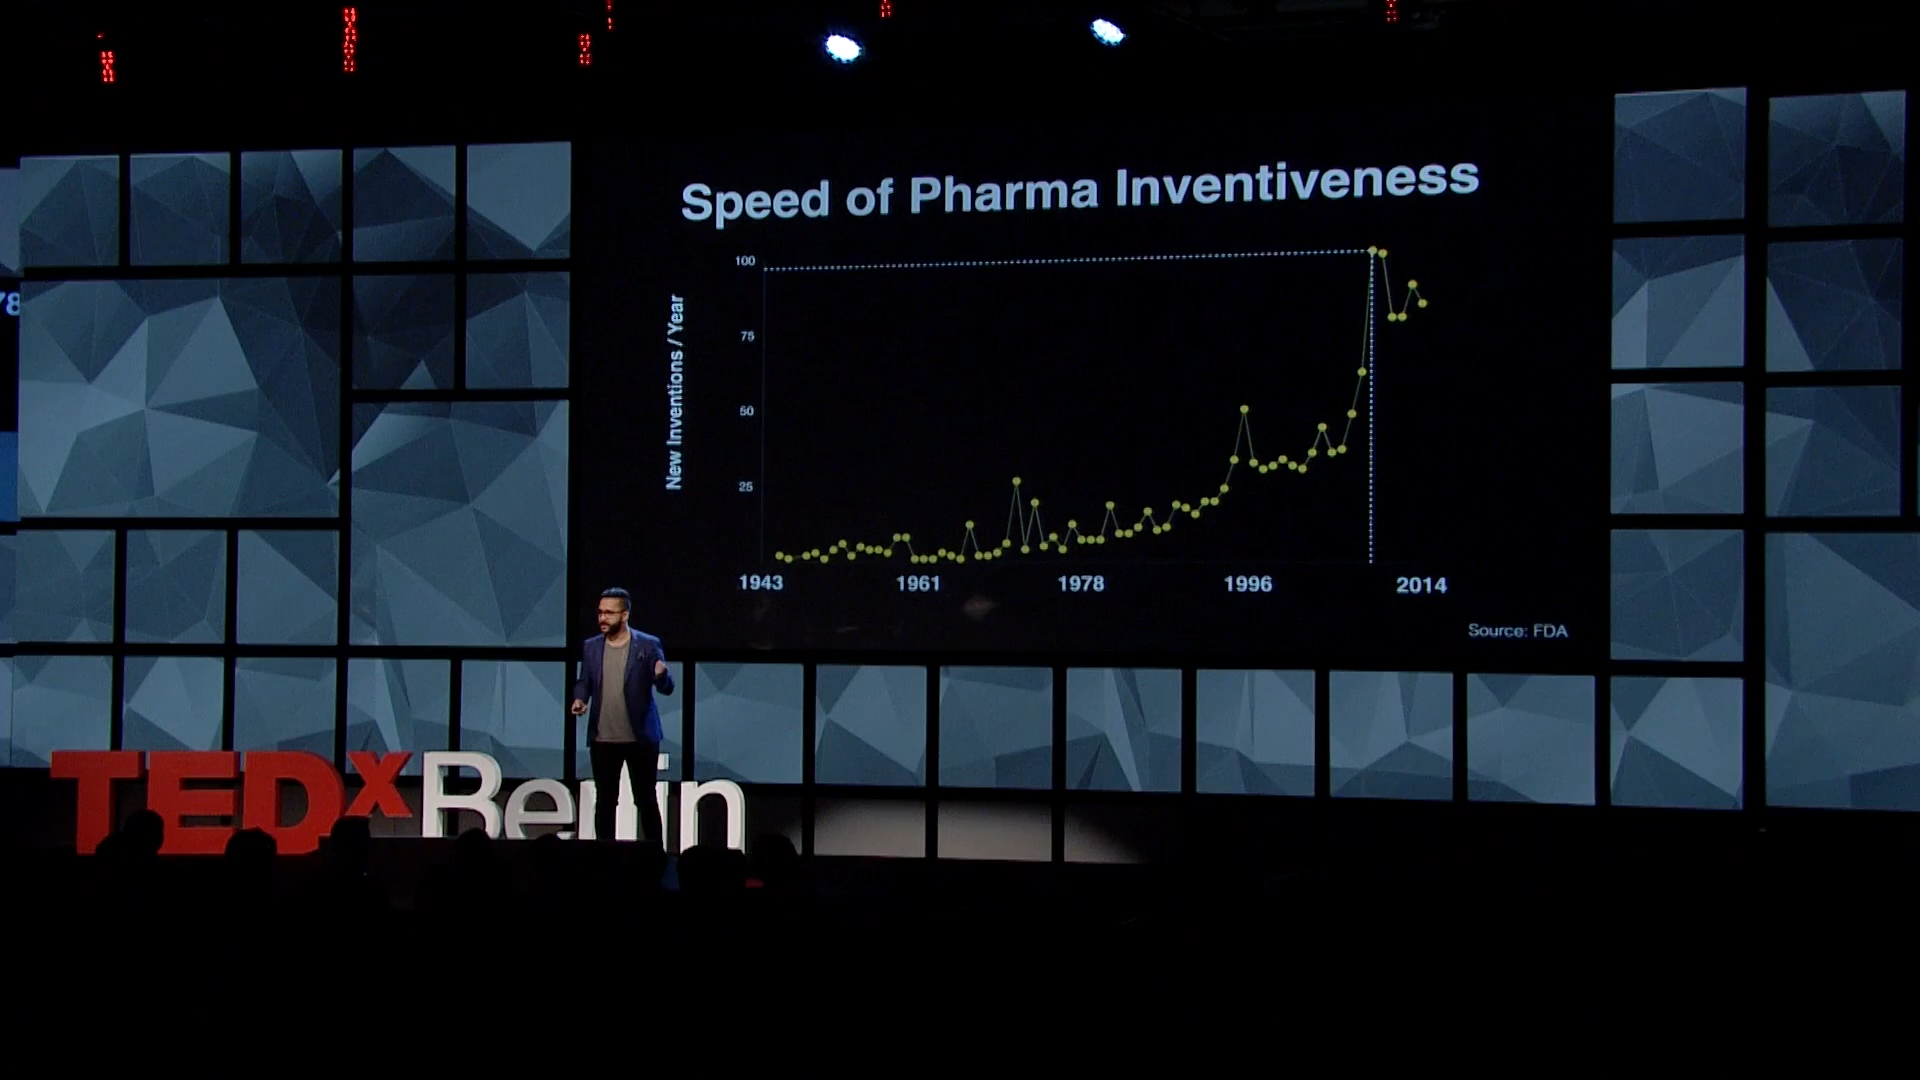 Speed of Pharma Inventiveness
100
75
50
25
New Inventions / Year
1943 1961 1978 1996 2014
Source: FDA
78
TEDxBerlin